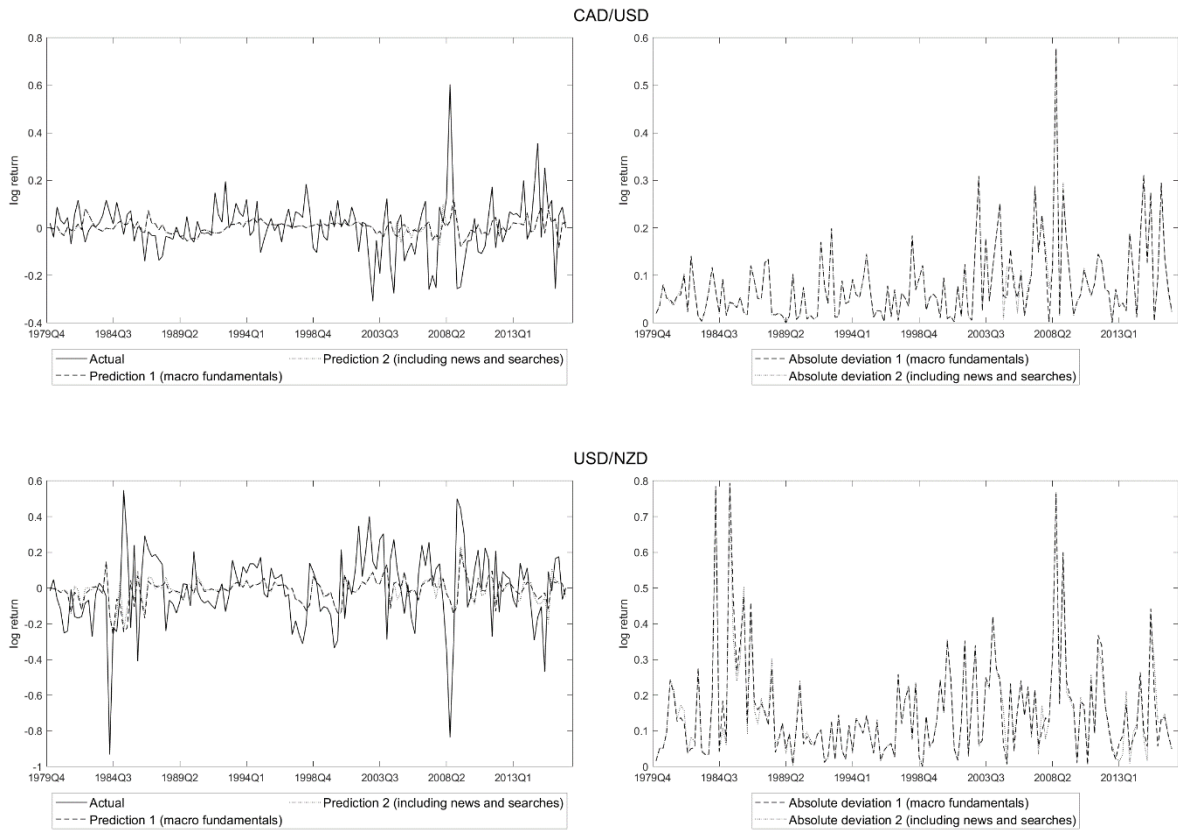 CAD/USD
log return
0.8
0.6
0.4
0.2
0
-0.2
-0.4
1979Q4 1984Q3 1989Q2 1994Q1 1998Q4 2003Q3 2008Q2 2013Q1
Actual
Prediction 1 (macro fundamentals)
Prediction 2 (including news and searches)
log return
0.6
0.5
0.4
0.3
0.2
0.1
0
1979Q4 1984Q3 1989Q2 1994Q1 1998Q4 2003Q3 2008Q2 2013Q1
Absolute deviation 1 (macro fundamentals)
Absolute deviation 2 (including news and searches)
USD/NZD
log return
0.6
0.4
0.2
0
-0.2
-0.4
-0.6
-0.8
-1
1979Q4 1984Q3 1989Q2 1994Q1 1998Q4 2003Q3 2008Q2 2013Q1
Actual
Prediction 1 (macro fundamentals)
Prediction 2 (including news and searches)
log return
0.8
0.7
0.6
0.5
0.4
0.3
0.2
0.1
0
1979Q4 1984Q3 1989Q2 1994Q1 1998Q4 2003Q3 2008Q2 2013Q1
Absolute deviation 1 (macro fundamentals)
Absolute deviation 2 (including news and searches)